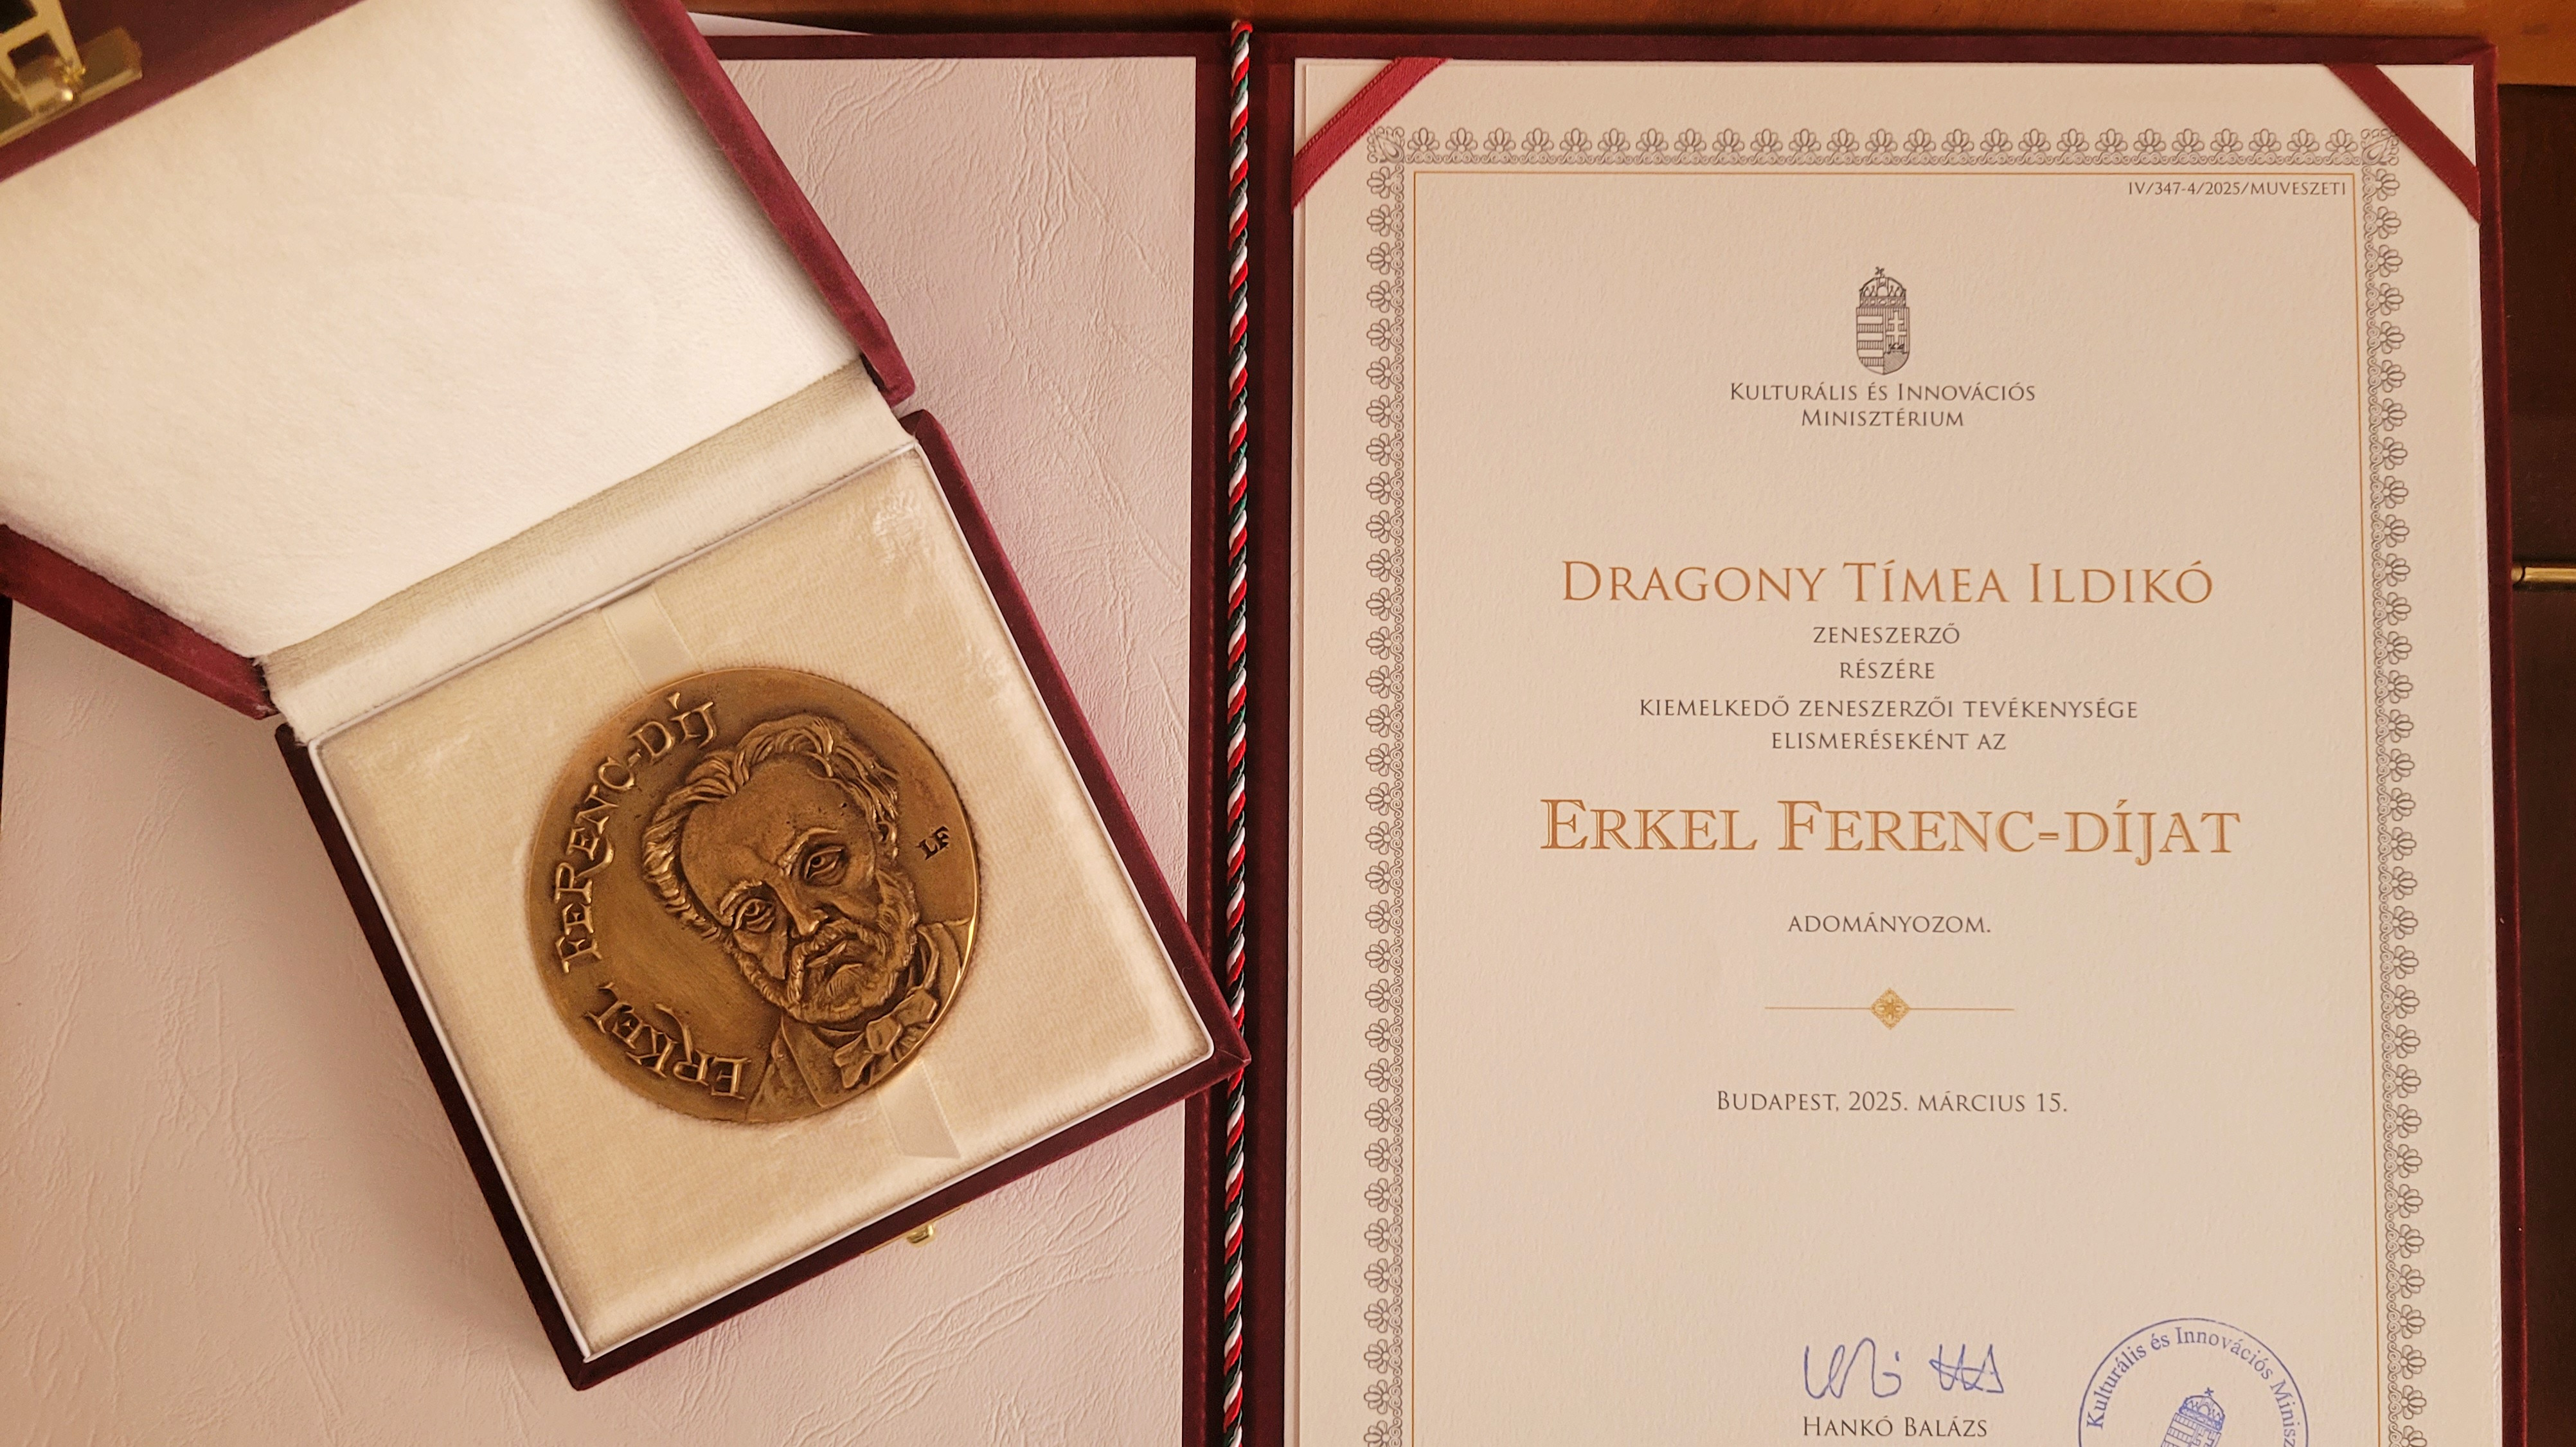 ERKEL FERENC-DÍJ
LF
IV/347-4/2025/MUVESZETI
KULTURÁLIS ÉS INNOVÁCIÓS
MINISZTÉRIUM
DRAGONY TÍMEA ILDIKÓ
ZENESZERZŐ
RÉSZÉRE
KIEMELKEDŐ ZENESZERZŐI TEVÉKENYSÉGE
ELISMERÉSEKÉNT AZ
ERKEL FERENC-DÍJAT
ADOMÁNYOZOM.
BUDAPEST, 2025. MÁRCIUS 15.
HANKÓ BALÁZS
Kulturális és Innovációs Minisz